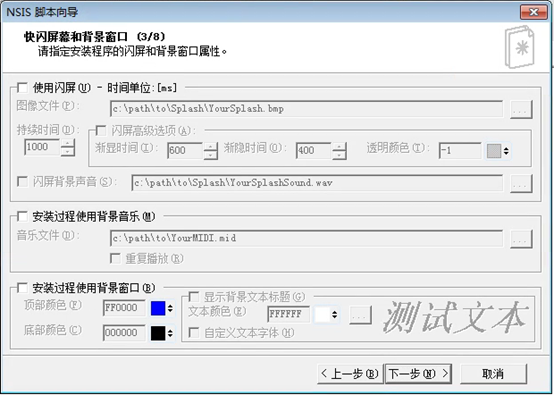 NSIS 脚本向导
快闪屏幕和背景窗口 (3/8)
请指定安装程序的闪屏和背景窗口属性。
使用闪屏(U) - 时间单位:[ms]
图像文件(F):
c:\path\to\Splash\YourSplash.bmp
...
持续时间(D):
闪屏高级选项(A):
1000
渐显时间(I):
600
渐隐时间(O):
400
透明颜色(T):
-1
闪屏背景声音(S):
c:\path\to\Splash\YourSplashSound.wav
...
安装过程使用背景音乐(M)
音乐文件(D):
c:\path\to\YourMIDI.mid
...
重复播放(R)
安装过程使用背景窗口(B)
顶部颜色(P)
FF0000
显示背景文本标题(G)
文本颜色(E)
FFFFFF
...
测试文本
底部颜色(C)
000000
自定义文本字体(H)
< 上一步(B)
下一步(N) >
取消